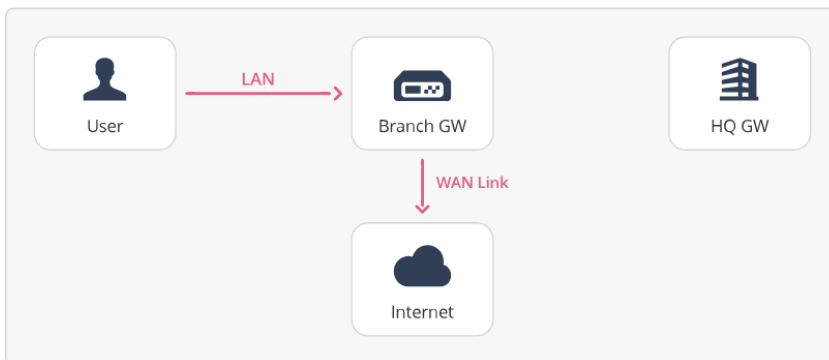 LAN
User
Branch GW
HQ GW
WAN Link
Internet